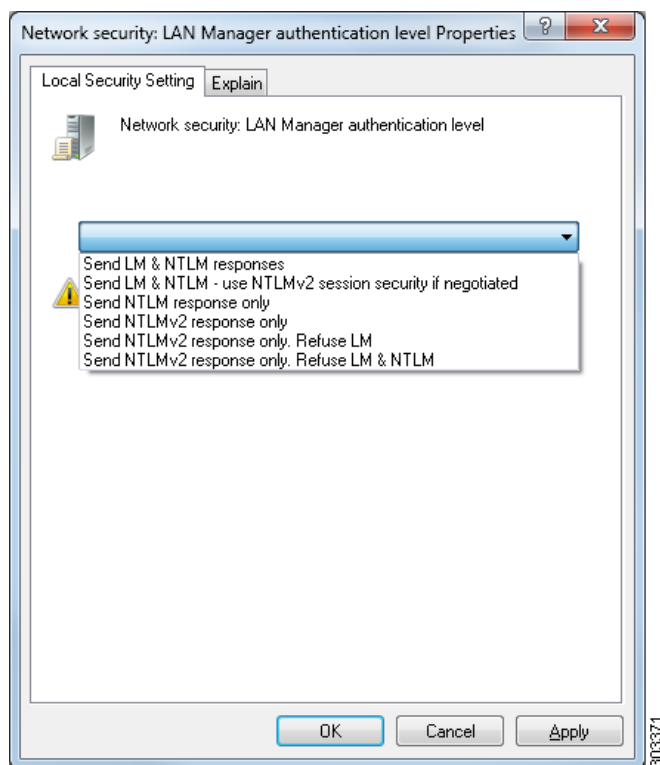 Network security: LAN Manager authentication level Properties
Local Security Setting
Explain
Network security: LAN Manager authentication level
Send LM & NTLM responses
Send LM & NTLM - use NTLMv2 session security if negotiated
Send NTLM response only
Send NTLMv2 response only
Send NTLMv2 response only. Refuse LM
Send NTLMv2 response only. Refuse LM & NTLM
OK
Cancel
Apply
303371